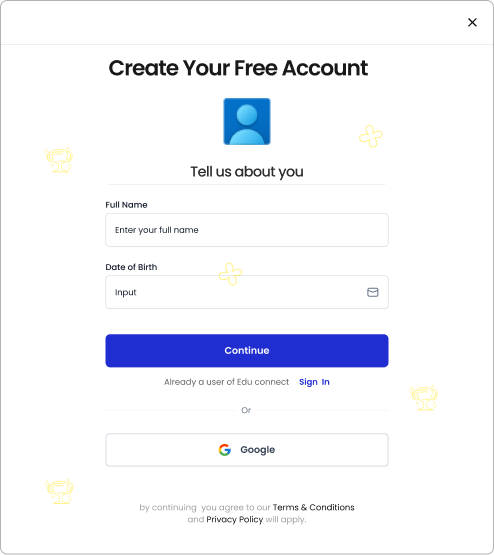 Create Your Free Account
Tell us about you
Full Name
Enter your full name
Date of Birth
Input
Continue
Already a user of Edu connect Sign In
Or
Google
by continuing you agree to our Terms & Conditions
and Privacy Policy will apply.